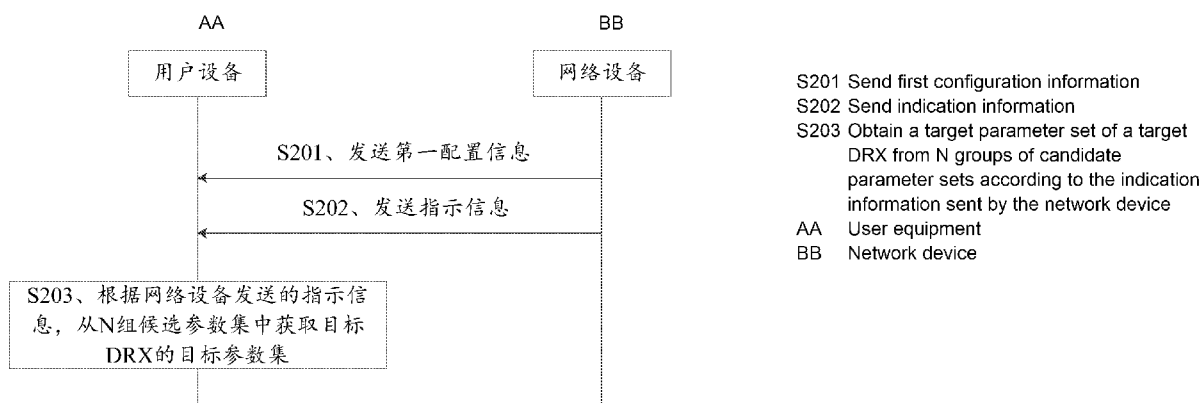 AA
BB
用户设备
网络设备
S201、发送第一配置信息
S202、发送指示信息
S203、根据网络设备发送的指示信
息，从N组候选参数集中获取目标
DRX的目标参数集
S201 Send first configuration information
S202 Send indication information
S203 Obtain a target parameter set of a target
DRX from N groups of candidate
parameter sets according to the indication
information sent by the network device
AA User equipment
BB Network device